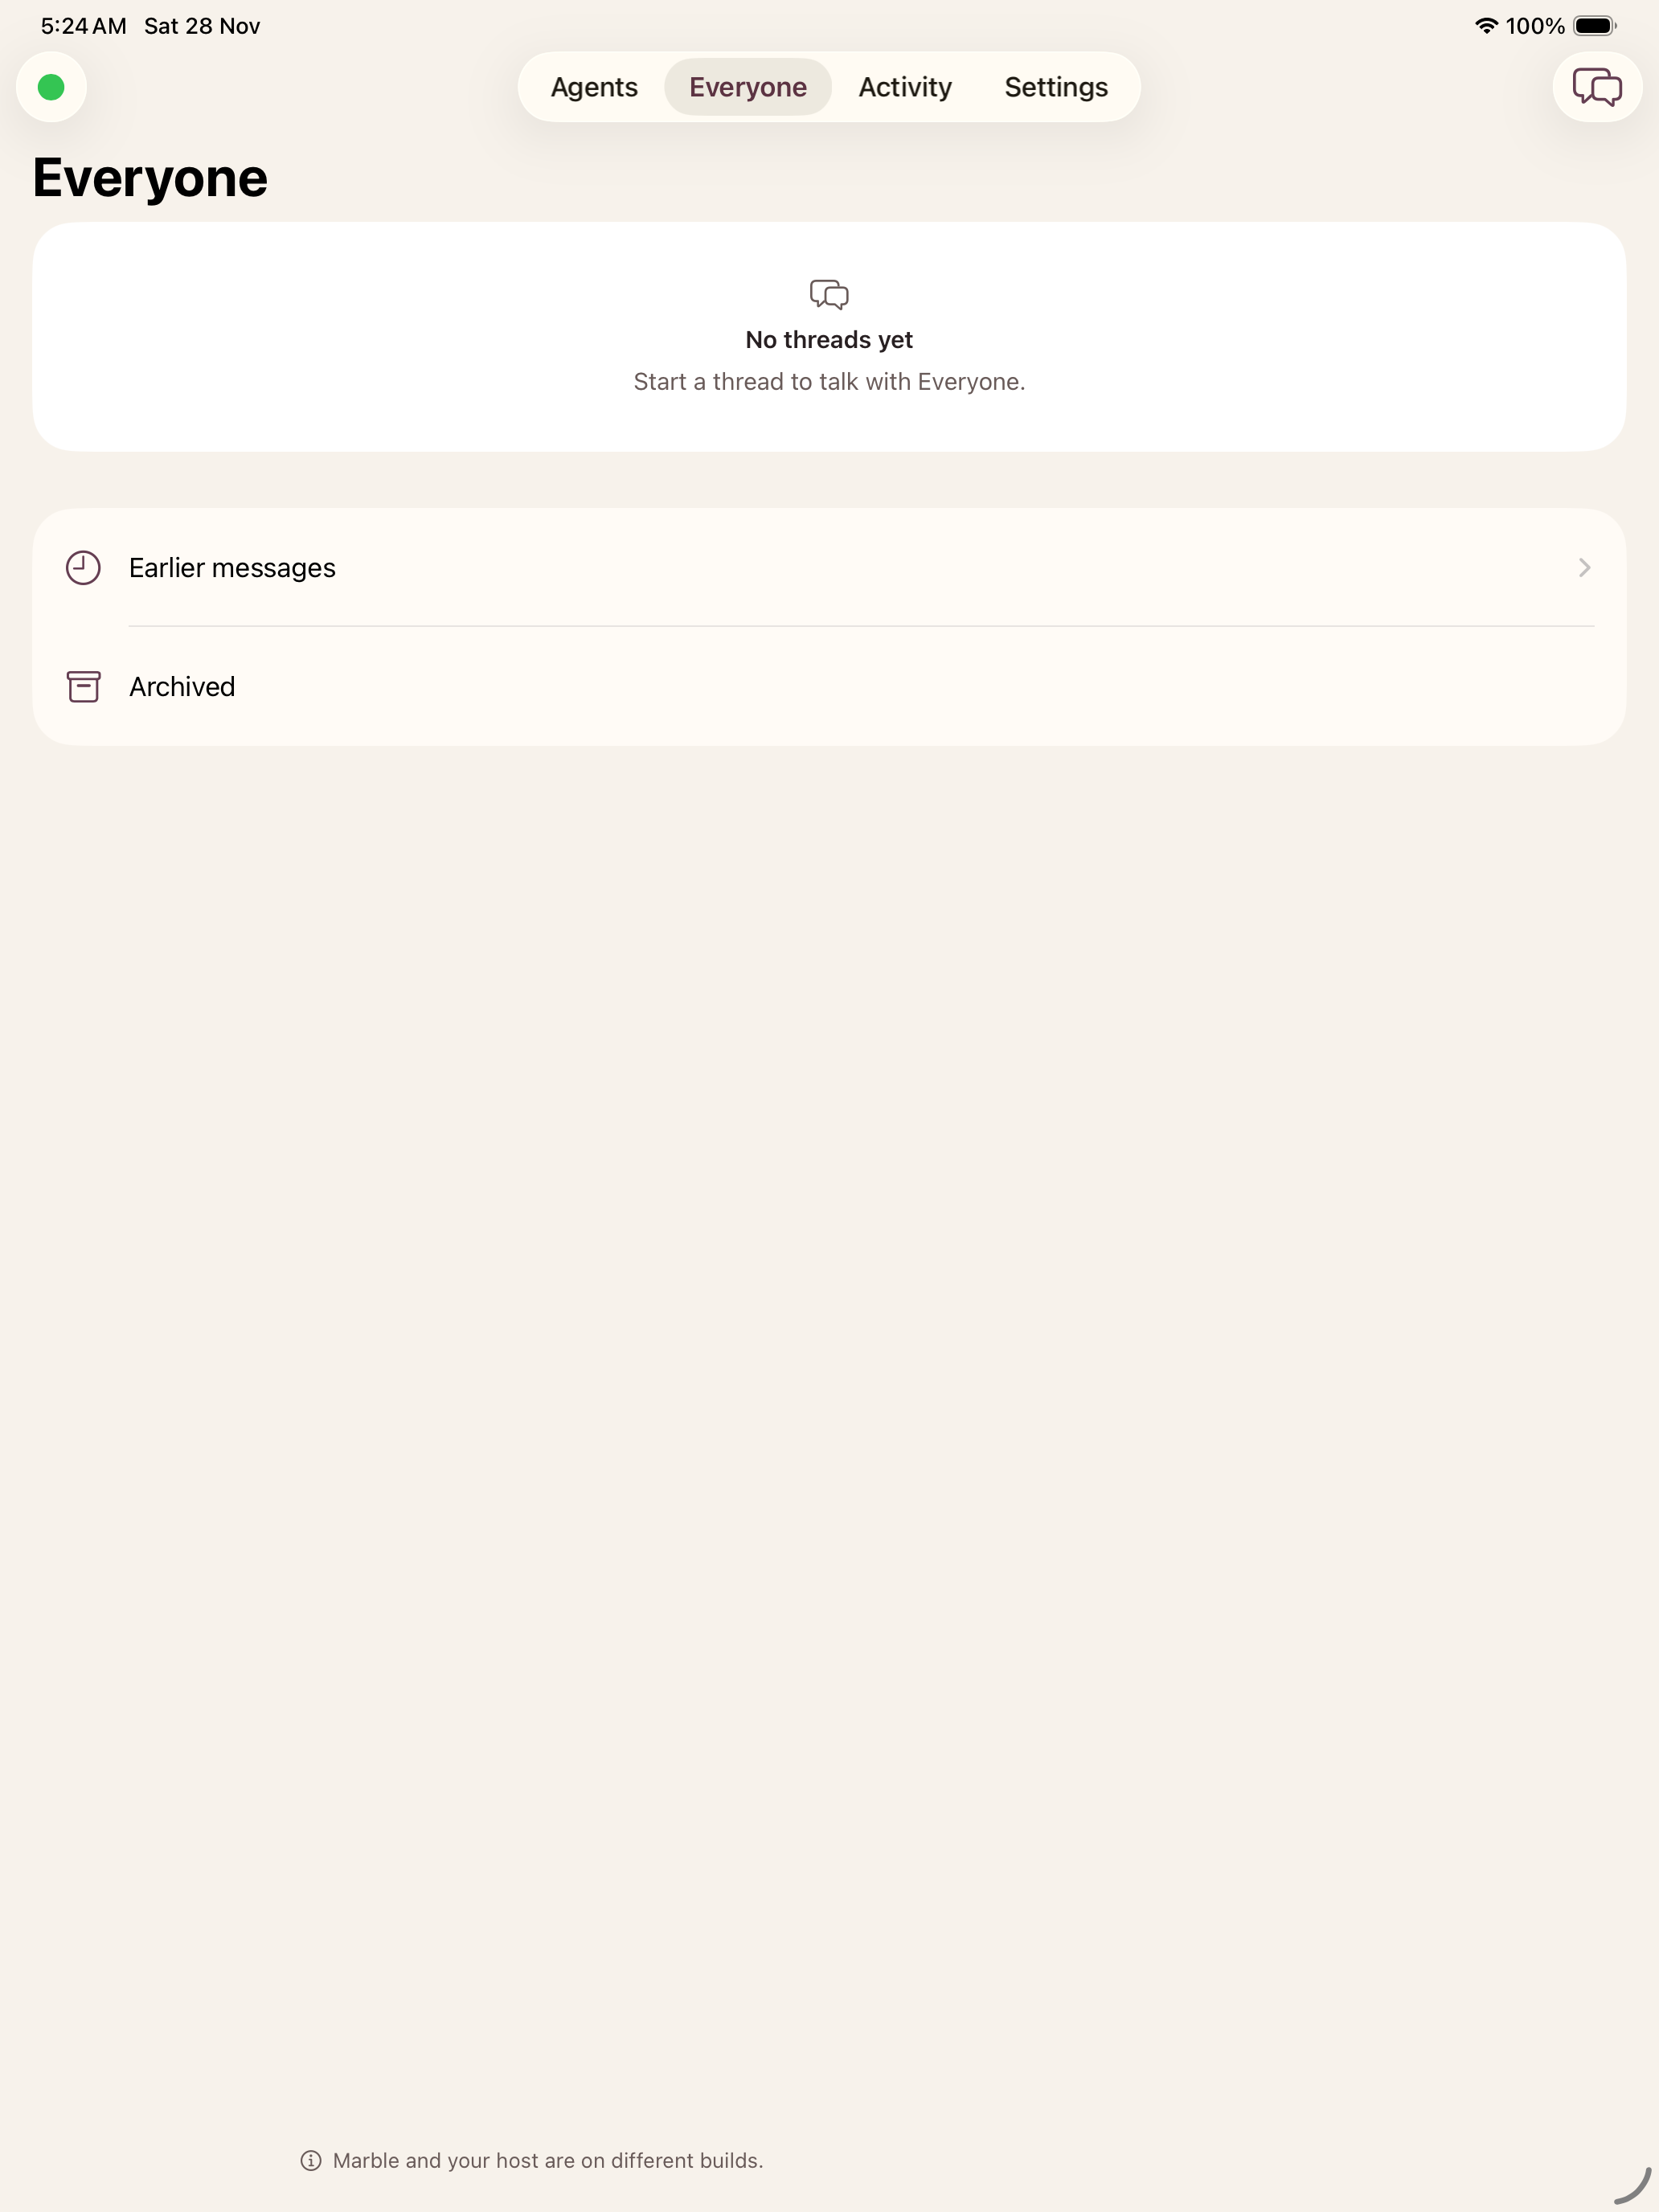 5:24 AM Sat 28 Nov
100%
Agents
Everyone
Activity
Settings
Everyone
No threads yet
Start a thread to talk with Everyone.
Earlier messages
Archived
Marble and your host are on different builds.